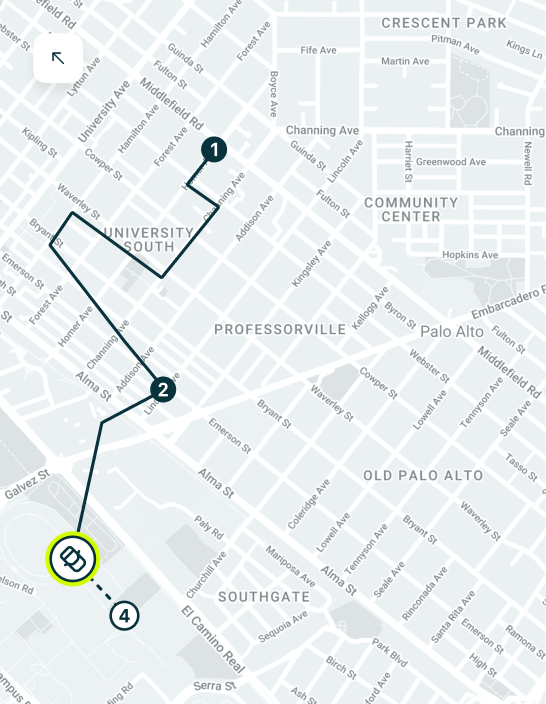 CRESCENT PARK
Pitman Ave
Kings Ln
Fife Ave
Martin Ave
Hamilton Ave
Forest Ave
Guinda St
Fulton St
Lytton Ave
University Ave
Middlefield Rd
Boyce Ave
Hamilton Ave
Forest Ave
Channing Ave
Channing
Kipling St
Cowper St
1
Guinda St
Lincoln Ave
Harriet St
Greenwood Ave
Newell Rd
Waverley St
Channing Ave
Addison Ave
Fulton St
COMMUNITY
CENTER
Bryant St
UNIVERSITY
SOUTH
Kingsley Ave
Hopkins Ave
Emerson St
Forest Ave
Homer Ave
Channing Ave
Kellogg Ave
Byron St
Embarcadero R
PROFESSORVILLE
Palo Alto
Fulton St
Addison Ave
2
Alma St
Webster St
Middlefield Rd
Cowper St
Waverley St
Bryant St
Lowell Ave
Tennyson Ave
Seale Ave
Emerson St
Galvez St
Alma St
OLD PALO ALTO
Tasso St
Coleridge Ave
Waverley St
Paly Rd
Lowell Ave
Bryant St
Tennyson Ave
Churchill Ave
Mariposa Ave
Alma St
Seale Ave
Rinconada Ave
Santa Rita Ave
elson Rd
4
SOUTHGATE
Sequoia Ave
El Camino Real
Emerson St
Ramona St
High St
Park Blvd
Birch St
Serra St
Ash St
ford Ave
ampus
ding Rd